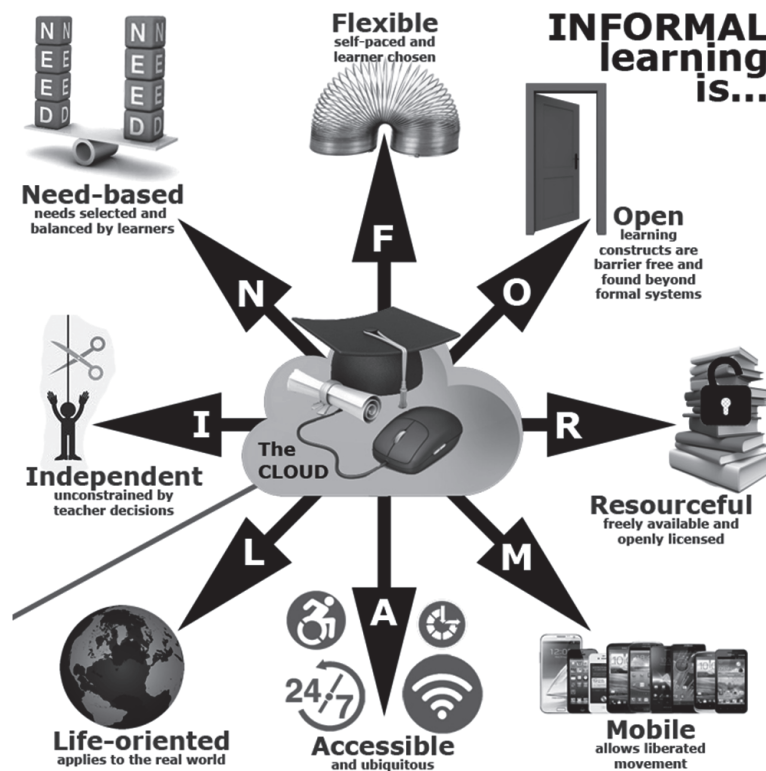 INFORMAL
learning
is...
I
Independent
unconstrained by
teacher decisions
N
N N
E E
E E
D D
N N
E E
E E
D D
Need-based
needs selected and
balanced by learners
F
Flexible
self-paced and
learner chosen
O
Open
learning
constructs are
barrier free and
found beyond
formal systems
R
Resourceful
freely available and
openly licensed
M
Mobile
allows liberated
movement
A
24/7
Accessible
and ubiquitous
L
Life-oriented
applies to the real world
The
CLOUD